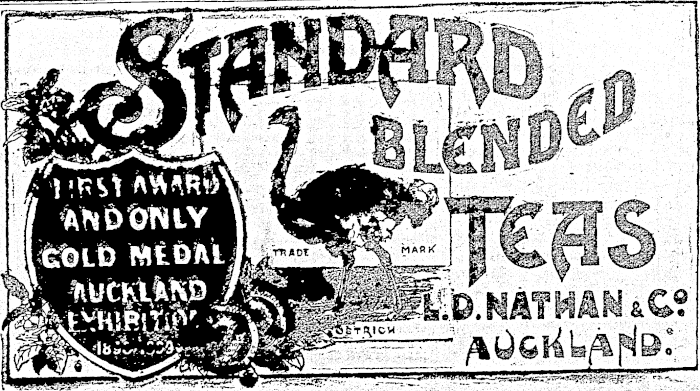 STANDARD
BLENDED
TEAS
FIRST AWARD
AND ONLY
GOLD MEDAL
AUCKLAND
EXHIBITION
TRADE MARK
OSTRICH
L.D. NATHAN & Co.
AUCKLAND.